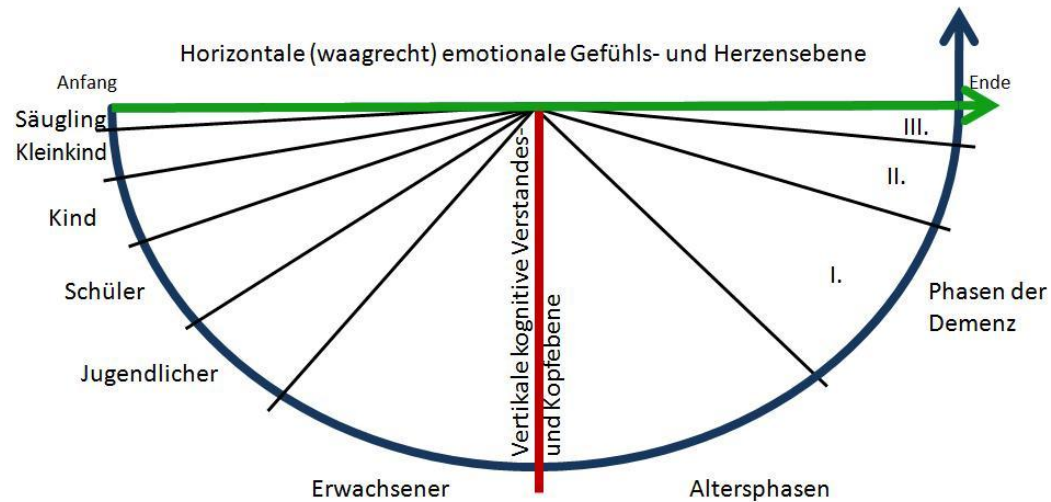 Horizontale (waagrecht) emotionale Gefühls- und Herzensebene
Anfang
Ende
Säugling
Kleinkind
Kind
Schüler
Jugendlicher
Erwachsener
Vertikale kognitive Verstandes-
und Kopfebene
III.
II.
I.
Phasen der
Demenz
Altersphasen